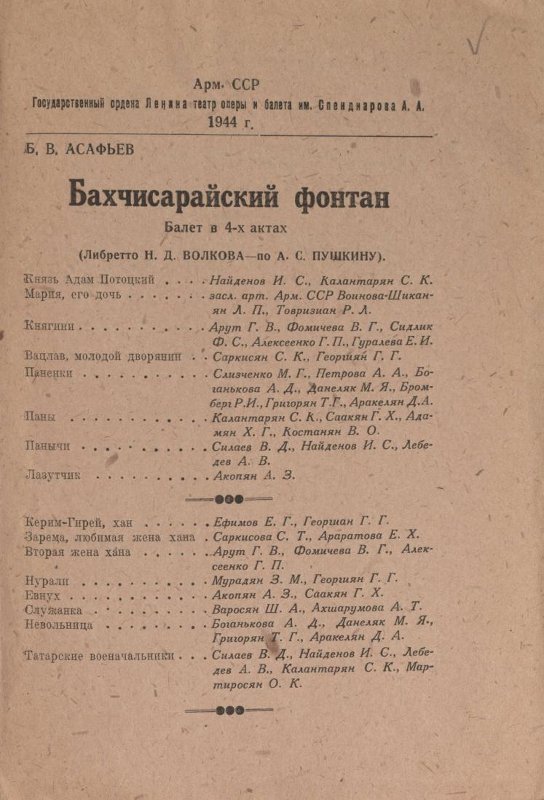 Арм. ССР
Государственный ордена Ленина театр оперы и балета им. Спендиарова А. А.
1944 г.
Б. В. АСАФЬЕВ
Бахчисарайский фонтан
Балет в 4-х актах
(Либретто Н. Д. ВОЛКОВА—по А. С. ПУШКИНУ).
Князь Адам Потоцкий . . . . Найденов И. С., Калантарян С. К.
Мария, его дочь . . . . . . . засл. арт. Арм. ССР Воинова-Шикан-
ян Л. П., Товризиан Р. Л.
Княгини . . . . . . . . . . . Арут Г. В., Фомичева В. Г., Сидлик
Ф. С., Алексеенко Г. П., Гуралева Е. И.
Вацлав, молодой дворянин . . Саркисян С. К., Георгиян Г. Г.
Паненки . . . . . . . . . . . Слизченко М. Г., Петрова А. А., Бо-
ганькова А. Д., Данеляк М. Я., Бром-
берг Р. И., Григорян Т. Г., Аракелян Д. А.
Паны . . . . . . . . . . . . Калантарян С. К., Саакян Г. Х., Ада-
мян Х. Г., Костанян В. О.
Панычи . . . . . . . . . . . Силаев В. Д., Найденов И. С., Лебе-
дев А. В.
Лазутчик . . . . . . . . . . Акопян А. З.
Керим-Гирей, хан . . . . . . Ефимов Е. Г., Георгиан Г. Г.
Зарема, любимая жена хана . Саркисова С. Т., Араратова Е. Х.
Вторая жена хана . . . . . . Арут Г. В., Фомичева В. Г., Алек-
сеенко Г. П.
Нурали . . . . . . . . . . . Мурадян З. М., Георгиян Г. Г.
Евнух . . . . . . . . . . . . Акопян А. З., Саакян Г. Х.
Служанка . . . . . . . . . . Варосян Ш. А., Ахшарумова А. Т.
Невольница . . . . . . . . . Боганькова А. Д., Данеляк М. Я.,
Григорян Т. Г., Аракелян Д. А.
Татарские военачальники . . . Силаев В. Д., Найденов И. С., Лебе-
дев А. В., Калантарян С. К., Мар-
тиросян О. К.